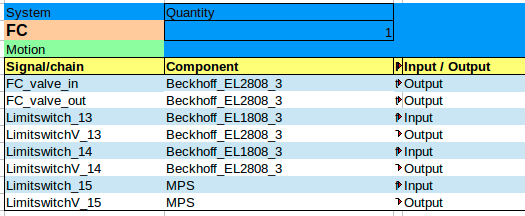 System Quantity
FC 1
Motion
Signal/chain Component Input / Output
FC_valve_in Beckhoff_EL2808_3 Output
FC_valve_out Beckhoff_EL2808_3 Output
Limitswitch_13 Beckhoff_EL1808_3 Input
LimitswitchV_13 Beckhoff_EL2808_3 Output
Limitswitch_14 Beckhoff_EL1808_3 Input
LimitswitchV_14 Beckhoff_EL2808_3 Output
Limitswitch_15 MPS Input
LimitswitchV_15 MPS Output